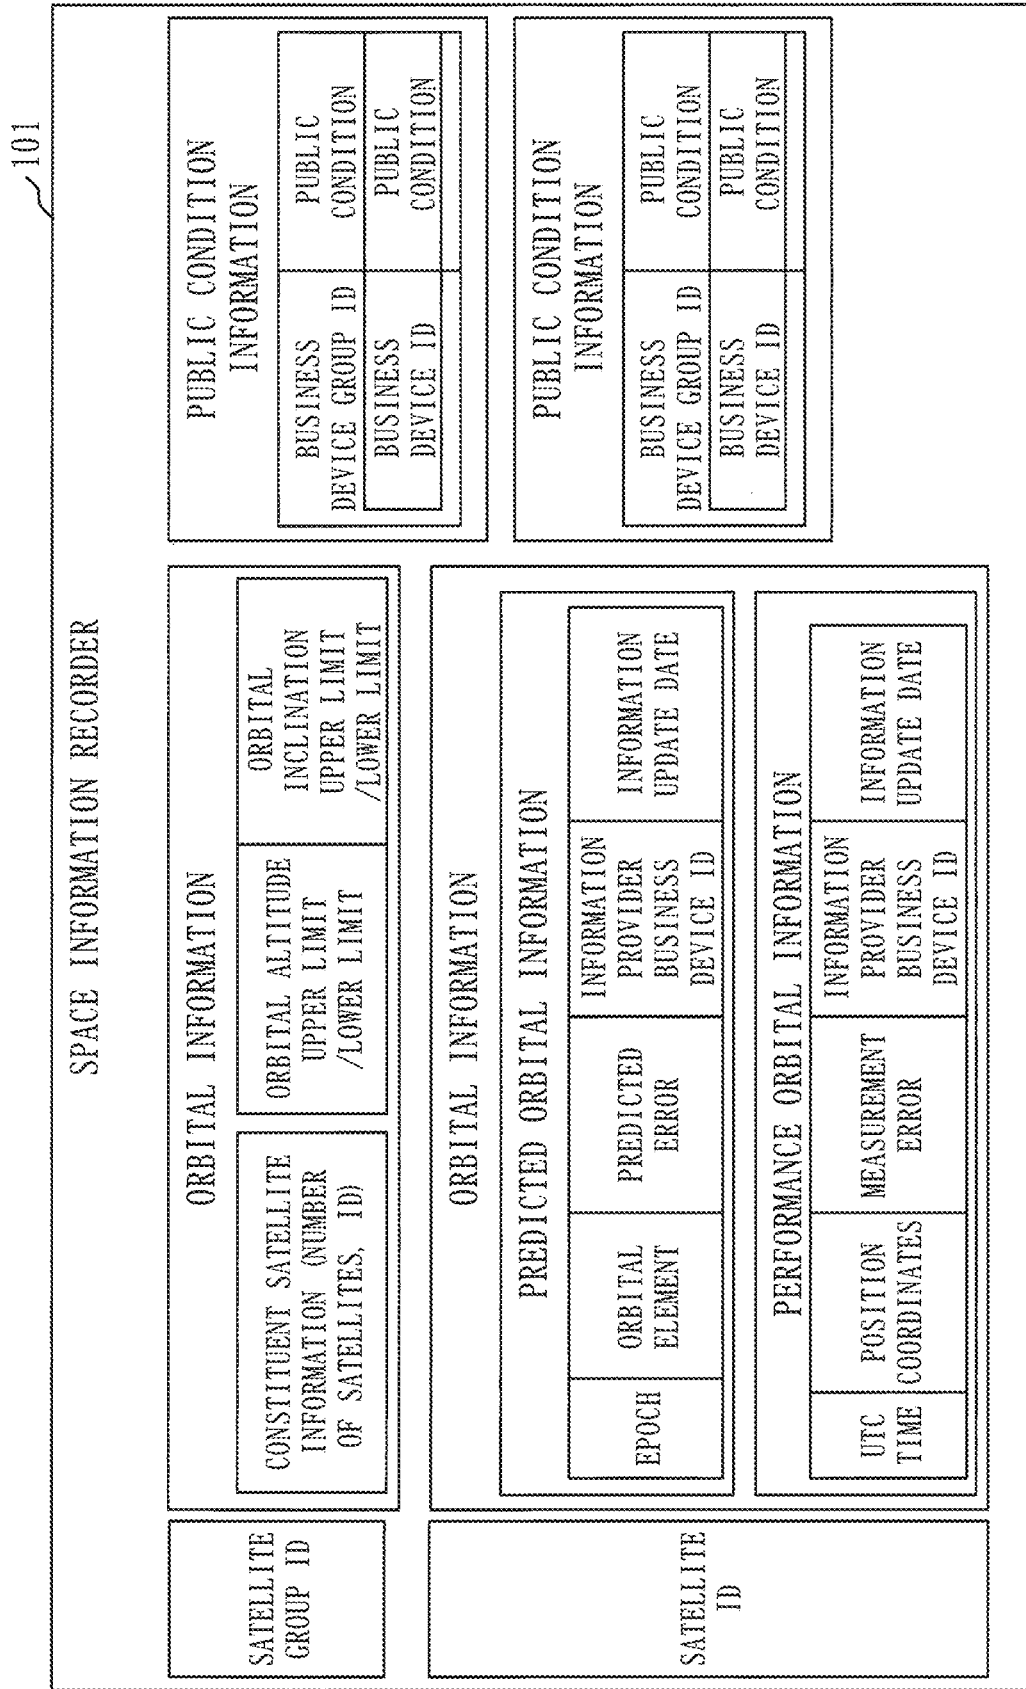 101
SPACE INFORMATION RECORDER
SATELLITE
GROUP ID
ORBITAL INFORMATION
CONSTITUENT SATELLITE
INFORMATION (NUMBER
OF SATELLITES, ID)
ORBITAL ALTITUDE
UPPER LIMIT
/LOWER LIMIT
ORBITAL
INCLINATION
UPPER LIMIT
/LOWER LIMIT
PUBLIC CONDITION
INFORMATION
BUSINESS
DEVICE GROUP ID
PUBLIC
CONDITION
BUSINESS
DEVICE ID
PUBLIC
CONDITION
SATELLITE
ID
ORBITAL INFORMATION
PREDICTED ORBITAL INFORMATION
EPOCH
ORBITAL
ELEMENT
PREDICTED
ERROR
INFORMATION
PROVIDER
BUSINESS
DEVICE ID
INFORMATION
UPDATE DATE
PERFORMANCE ORBITAL INFORMATION
UTC
TIME
POSITION
COORDINATES
MEASUREMENT
ERROR
INFORMATION
PROVIDER
BUSINESS
DEVICE ID
INFORMATION
UPDATE DATE
PUBLIC CONDITION
INFORMATION
BUSINESS
DEVICE GROUP ID
PUBLIC
CONDITION
BUSINESS
DEVICE ID
PUBLIC
CONDITION